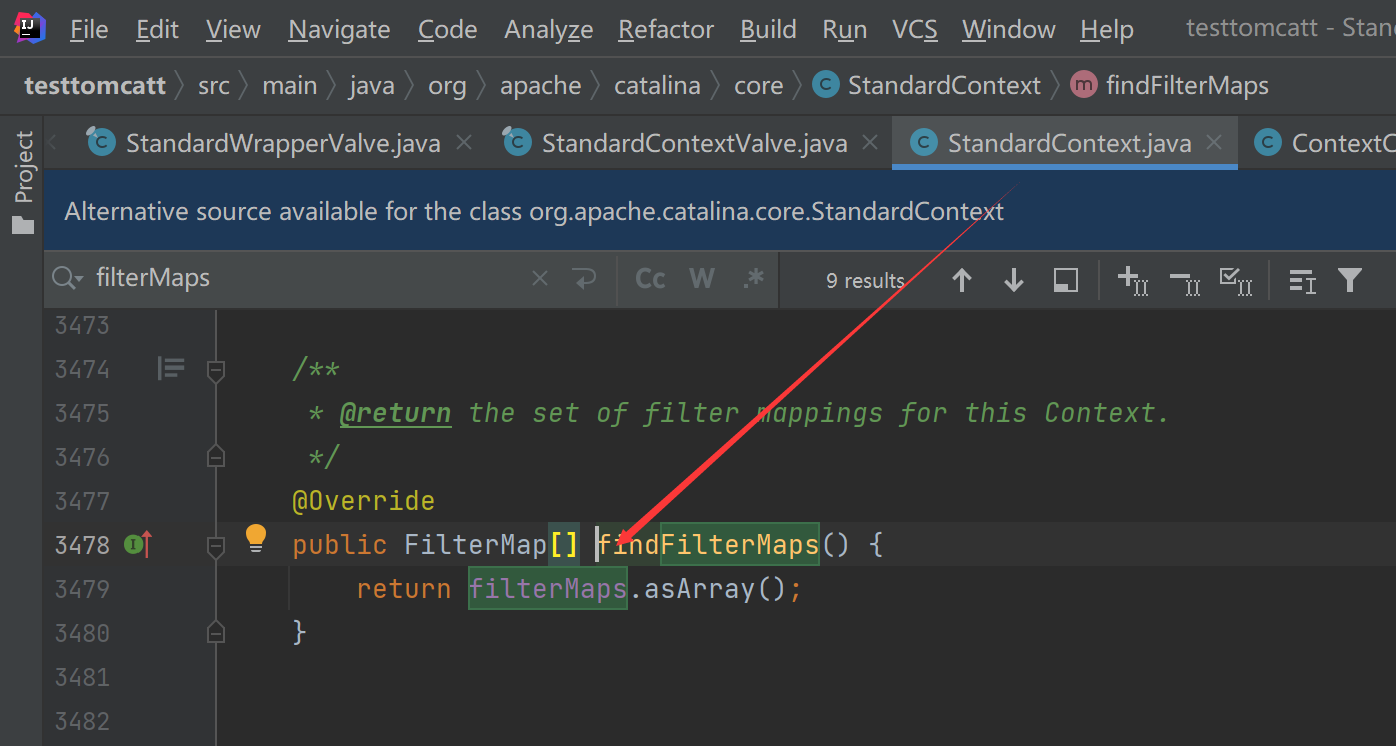 File Edit View Navigate Code Analyze Refactor Build Run VCS Window Help testtomcatt - Stan
testtomcatt src main java org apache catalina core StandardContext findFilterMaps
Project
StandardWrapperValve.java StandardContextValve.java StandardContext.java ContextC
Alternative source available for the class org.apache.catalina.core.StandardContext
filterMaps Cc W .* 9 results
3473
3474 /**
3475 * @return the set of filter mappings for this Context.
3476 */
3477 @Override
3478 public FilterMap[] findFilterMaps() {
3479 return filterMaps.asArray();
3480 }
3481
3482